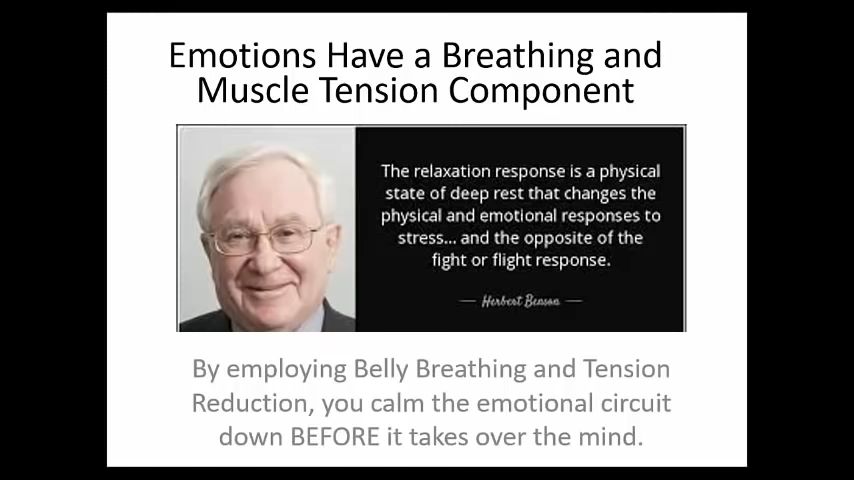 Emotions Have a Breathing and
Muscle Tension Component
The relaxation response is a physical
state of deep rest that changes the
physical and emotional responses to
stress... and the opposite of the
fight or flight response.
— Herbert Benson —
By employing Belly Breathing and Tension
Reduction, you calm the emotional circuit
down BEFORE it takes over the mind.